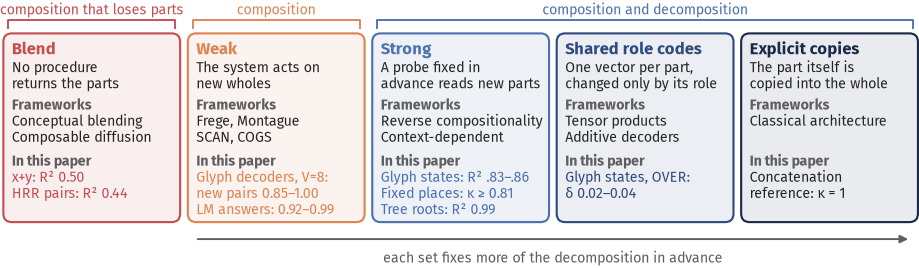 composition that loses parts
composition
composition and decomposition
Blend
No procedure
returns the parts
Frameworks
Conceptual blending
Composable diffusion
In this paper
x+y: R² 0.50
HRR pairs: R² 0.44
Weak
The system acts on
new wholes
Frameworks
Frege, Montague
SCAN, COGS
In this paper
Glyph decoders, V=8:
new pairs 0.85–1.00
LM answers: 0.92–0.99
Strong
A probe fixed in
advance reads new parts
Frameworks
Reverse compositionality
Context-dependent
In this paper
Glyph states: R² .83–.86
Fixed places: κ ≥ 0.81
Tree roots: R² 0.99
Shared role codes
One vector per part,
changed only by its role
Frameworks
Tensor products
Additive decoders
In this paper
Glyph states, OVER:
δ 0.02–0.04
Explicit copies
The part itself is
copied into the whole
Frameworks
Classical architecture
In this paper
Concatenation
reference: κ = 1
each set fixes more of the decomposition in advance